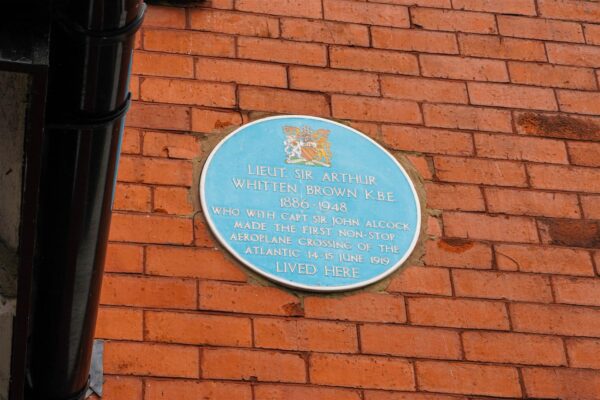 LIEUT. SIR ARTHUR
WHITTEN BROWN K.B.E.
1886-1948
WHO WITH CAPT SIR JOHN ALCOCK
MADE THE FIRST NON-STOP
AEROPLANE CROSSING OF THE
ATLANTIC 14-15 JUNE 1919
LIVED HERE